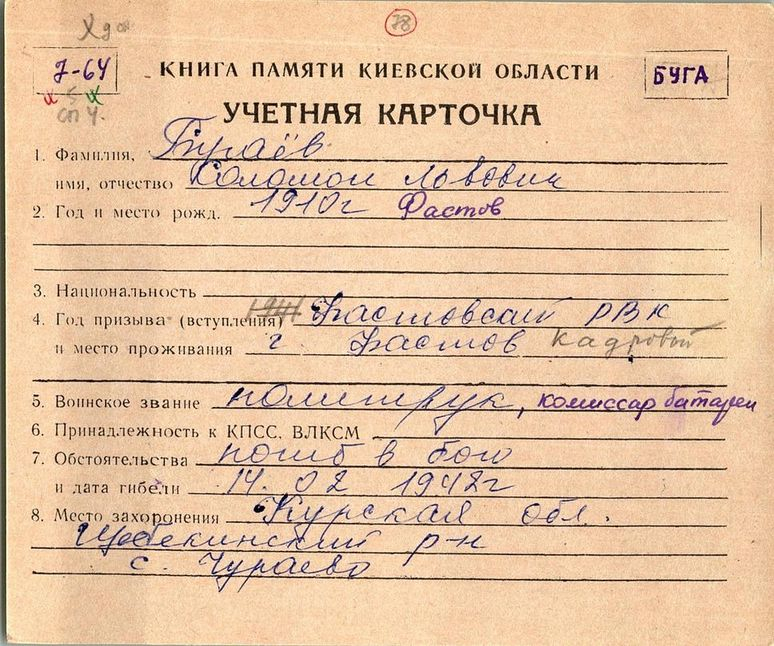 78
7-64
КНИГА ПАМЯТИ КИЕВСКОЙ ОБЛАСТИ
БУГА
УЧЕТНАЯ КАРТОЧКА
1. Фамилия, Бугаёв
имя, отчество Соломон Львович
2. Год и место рожд. 1910г Фастов
3. Национальность
4. Год призыва (вступления) 1941 Фастовский РВК
и место проживания г Фастов кадровый
5. Воинское звание политрук, комиссар батареи
6. Принадлежность к КПСС, ВЛКСМ
7. Обстоятельства погиб в бою
и дата гибели 14.02 1942г
8. Место захоронения Курская обл.
Шебекинский р-н
с. Чураево